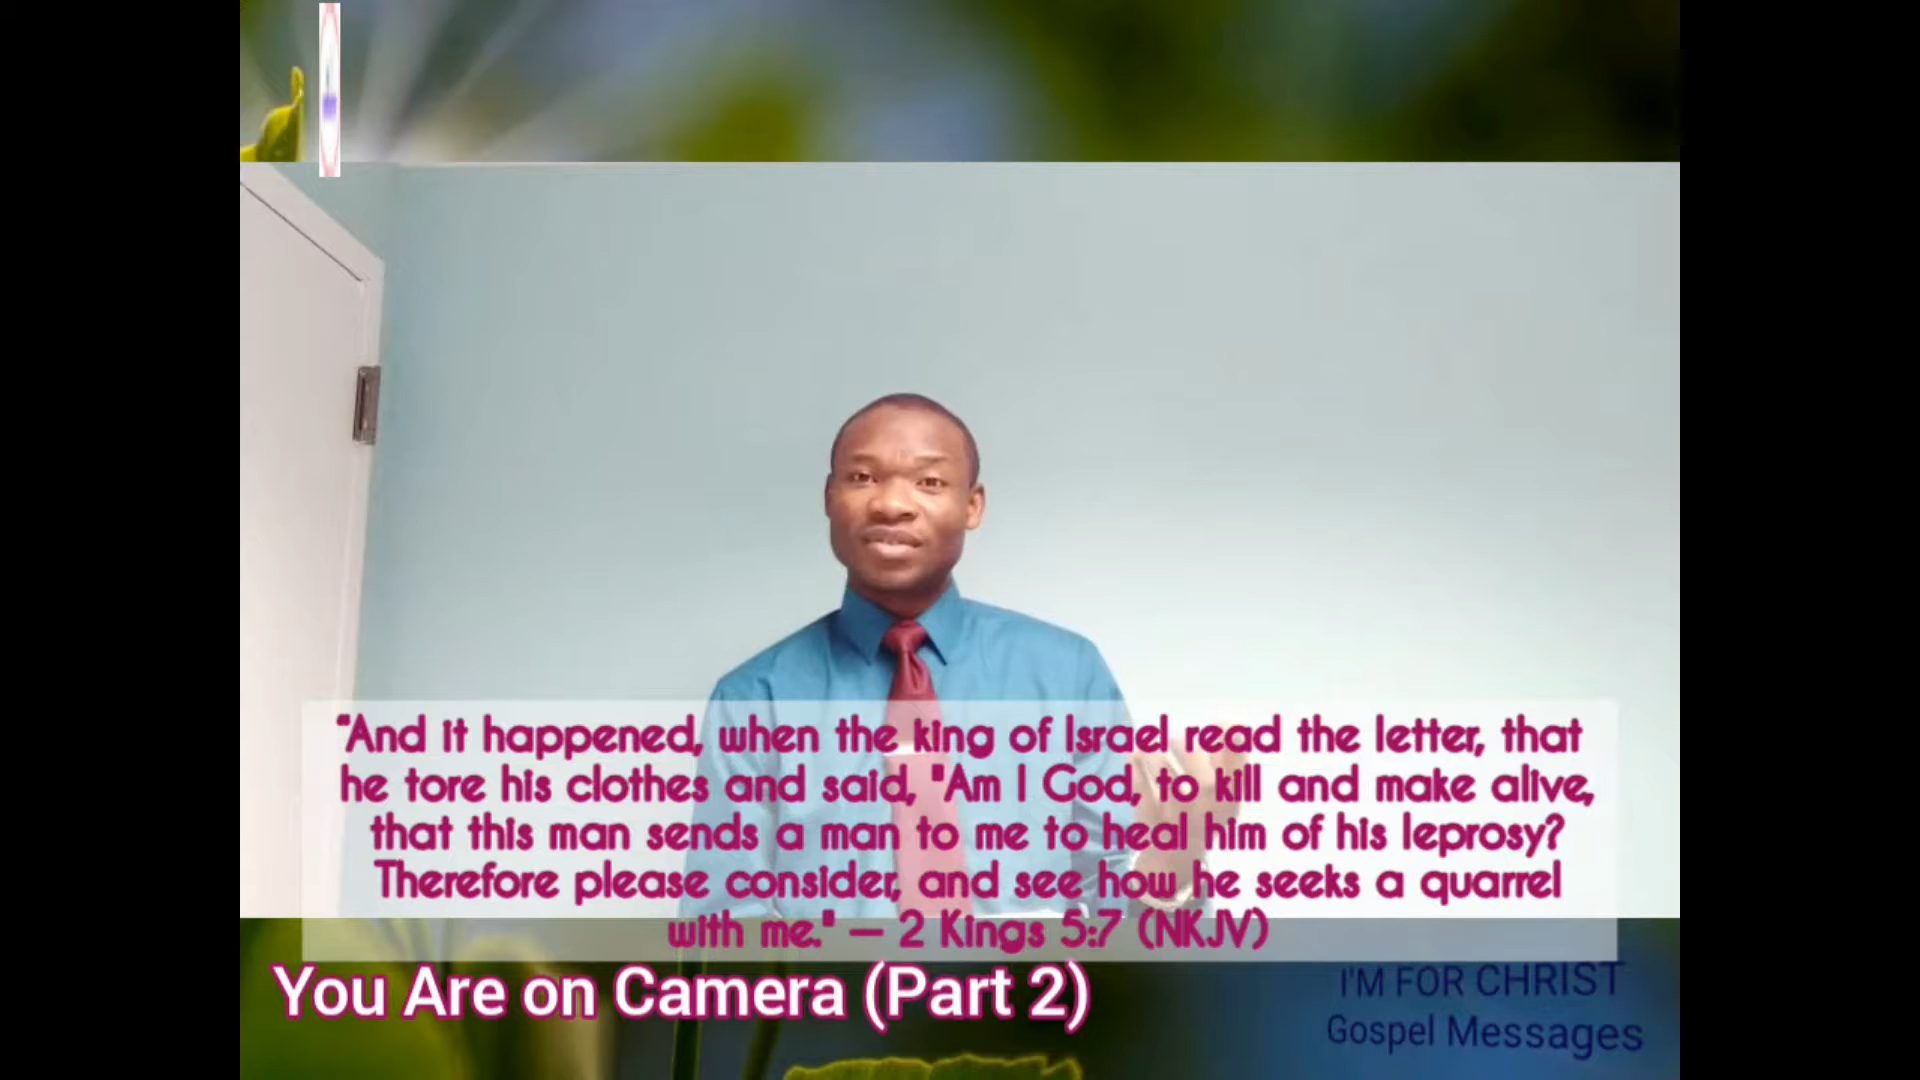 “And it happened, when the king of Israel read the letter, that
he tore his clothes and said, "Am I God, to kill and make alive,
that this man sends a man to me to heal him of his leprosy?
Therefore please consider, and see how he seeks a quarrel
with me." — 2 Kings 5:7 (NKJV)
You Are on Camera (Part 2)
I'M FOR CHRIST
Gospel Messages